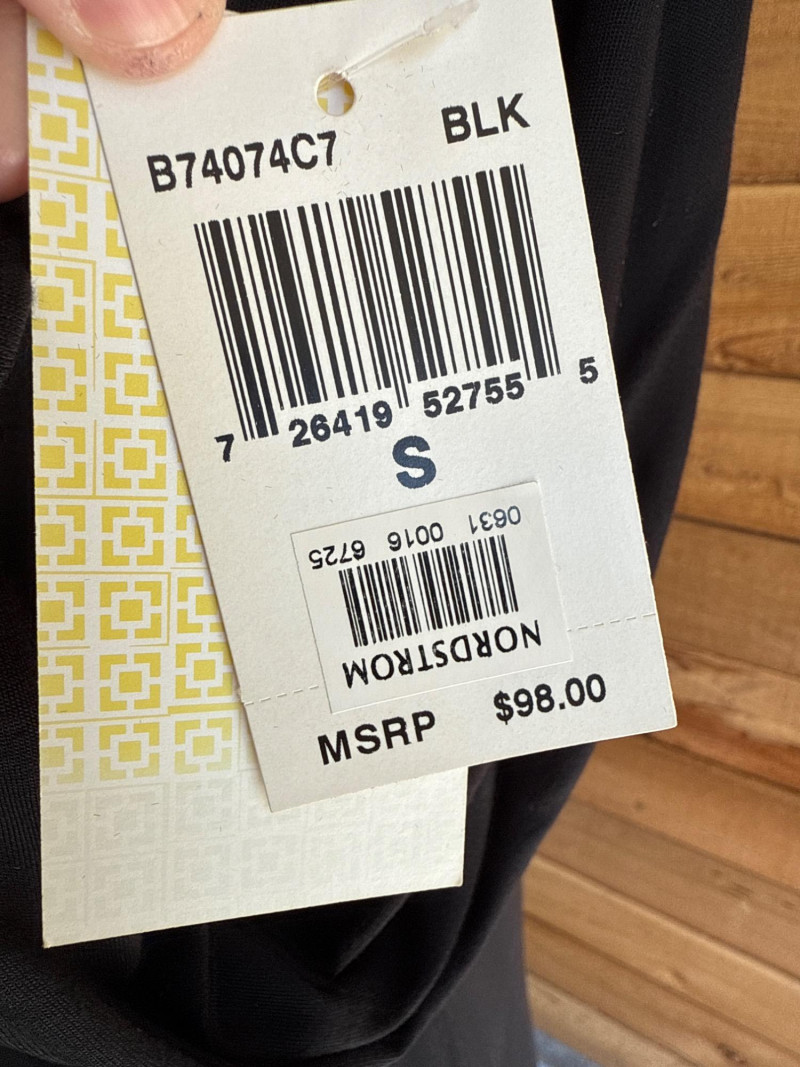 B74074C7 BLK
7 26419 52755 5
S
0631 0016 6725
NORDSTROM
MSRP $98.00